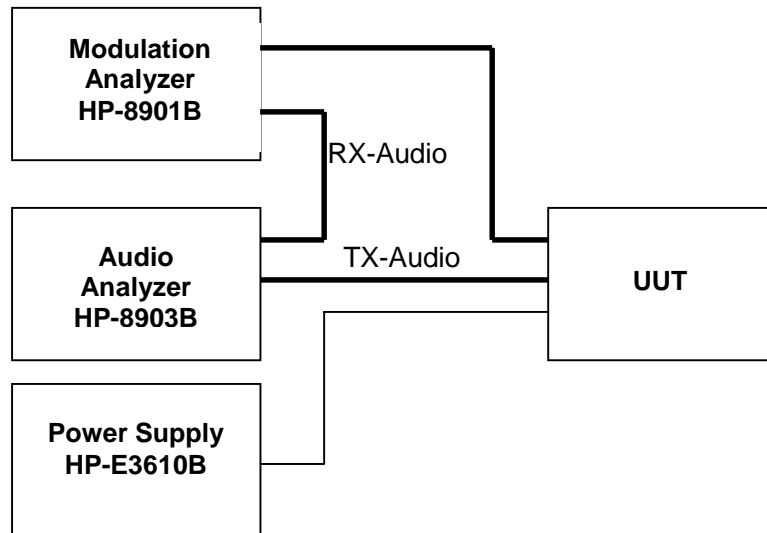 Modulation
Analyzer
HP-8901B
RX-Audio
Audio
Analyzer
HP-8903B
TX-Audio
UUT
Power Supply
HP-E3610B